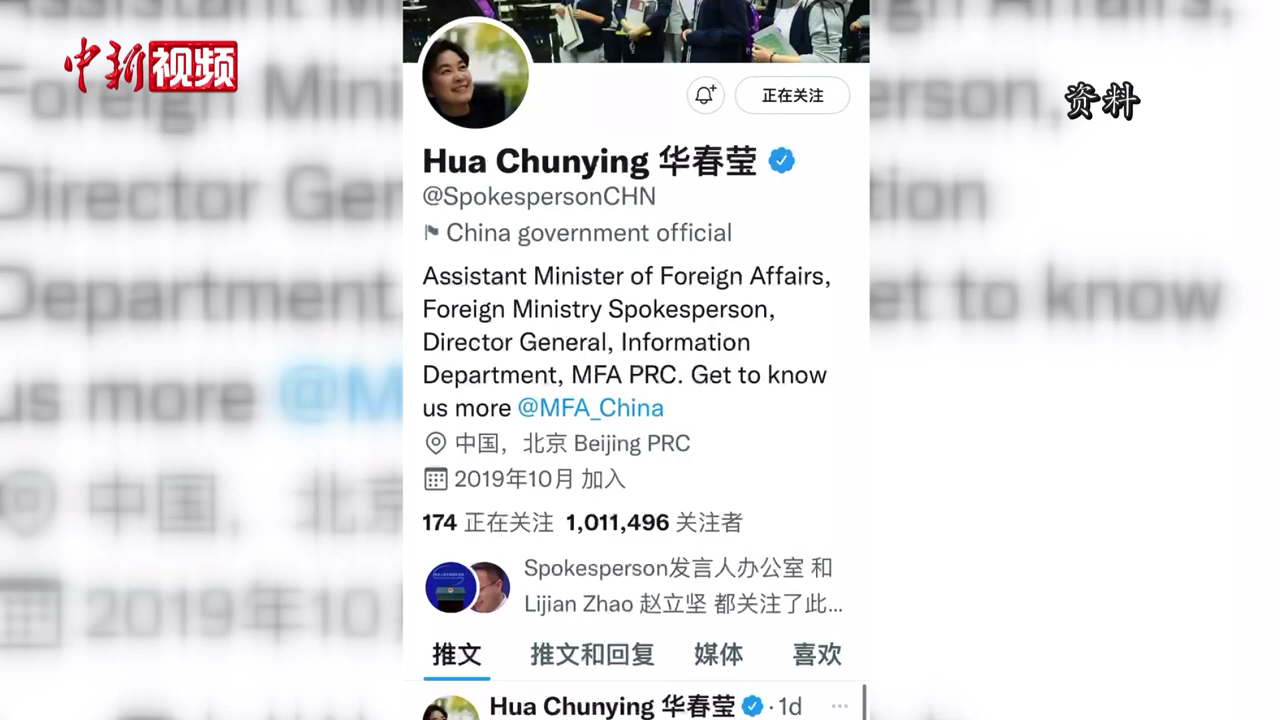 中新视频
资料
正在关注
Hua Chunying 华春莹
@SpokespersonCHN
China government official
Assistant Minister of Foreign Affairs,
Foreign Ministry Spokesperson,
Director General, Information
Department, MFA PRC. Get to know
us more @MFA_China
中国，北京 Beijing PRC
2019年10月 加入
174 正在关注 1,011,496 关注者
Spokesperson发言人办公室 和
Lijian Zhao 赵立坚 都关注了此...
推文 推文和回复 媒体 喜欢
Hua Chunying 华春莹 · 1d ...